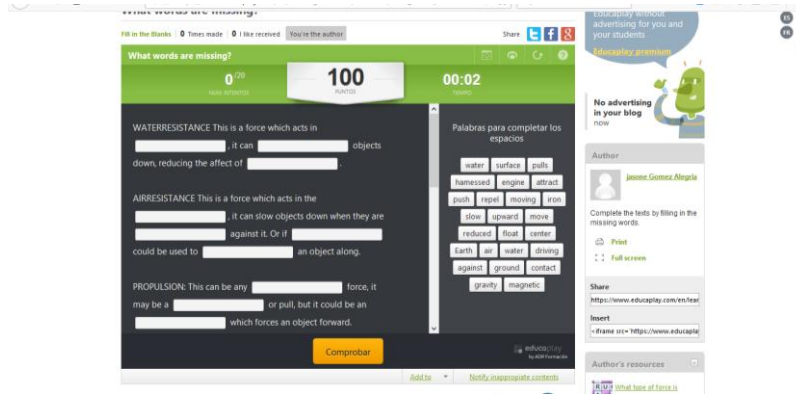 What words are missing?
Fill in the Blanks 0 Times made 0 I like received You're the author
Share
What words are missing?
0/20
100
PUNTOS
00:02
TIEMPO
WATERRESISTANCE This is a force which acts in
, it can objects
down, reducing the affect of .
AIRRESISTANCE This is a force which acts in the
, it can slow objects down when they are
against it. Or if
could be used to an object along.
PROPULSION: This can be any force, it
may be a or pull, but it could be an
which forces an object forward.
Palabras para completar los
espacios
water surface pulls
harnessed engine attract
push repel moving iron
slow upward move
reduced float center
Earth air water driving
against ground contact
gravity magnetic
Comprobar
educaplay
by ADR Formación
Add to
Notify inappropiate contents
Educaplay without
advertising for you and
your students
Educaplay premium
No advertising
in your blog
now
Author
jasone Gomez Alegria
Complete the texts by filling in the
missing words.
Print
Full screen
Share
https://www.educaplay.com/en/lear
Insert
<iframe src='https://www.educapla
Author's resources
What type of force is
ES
FR